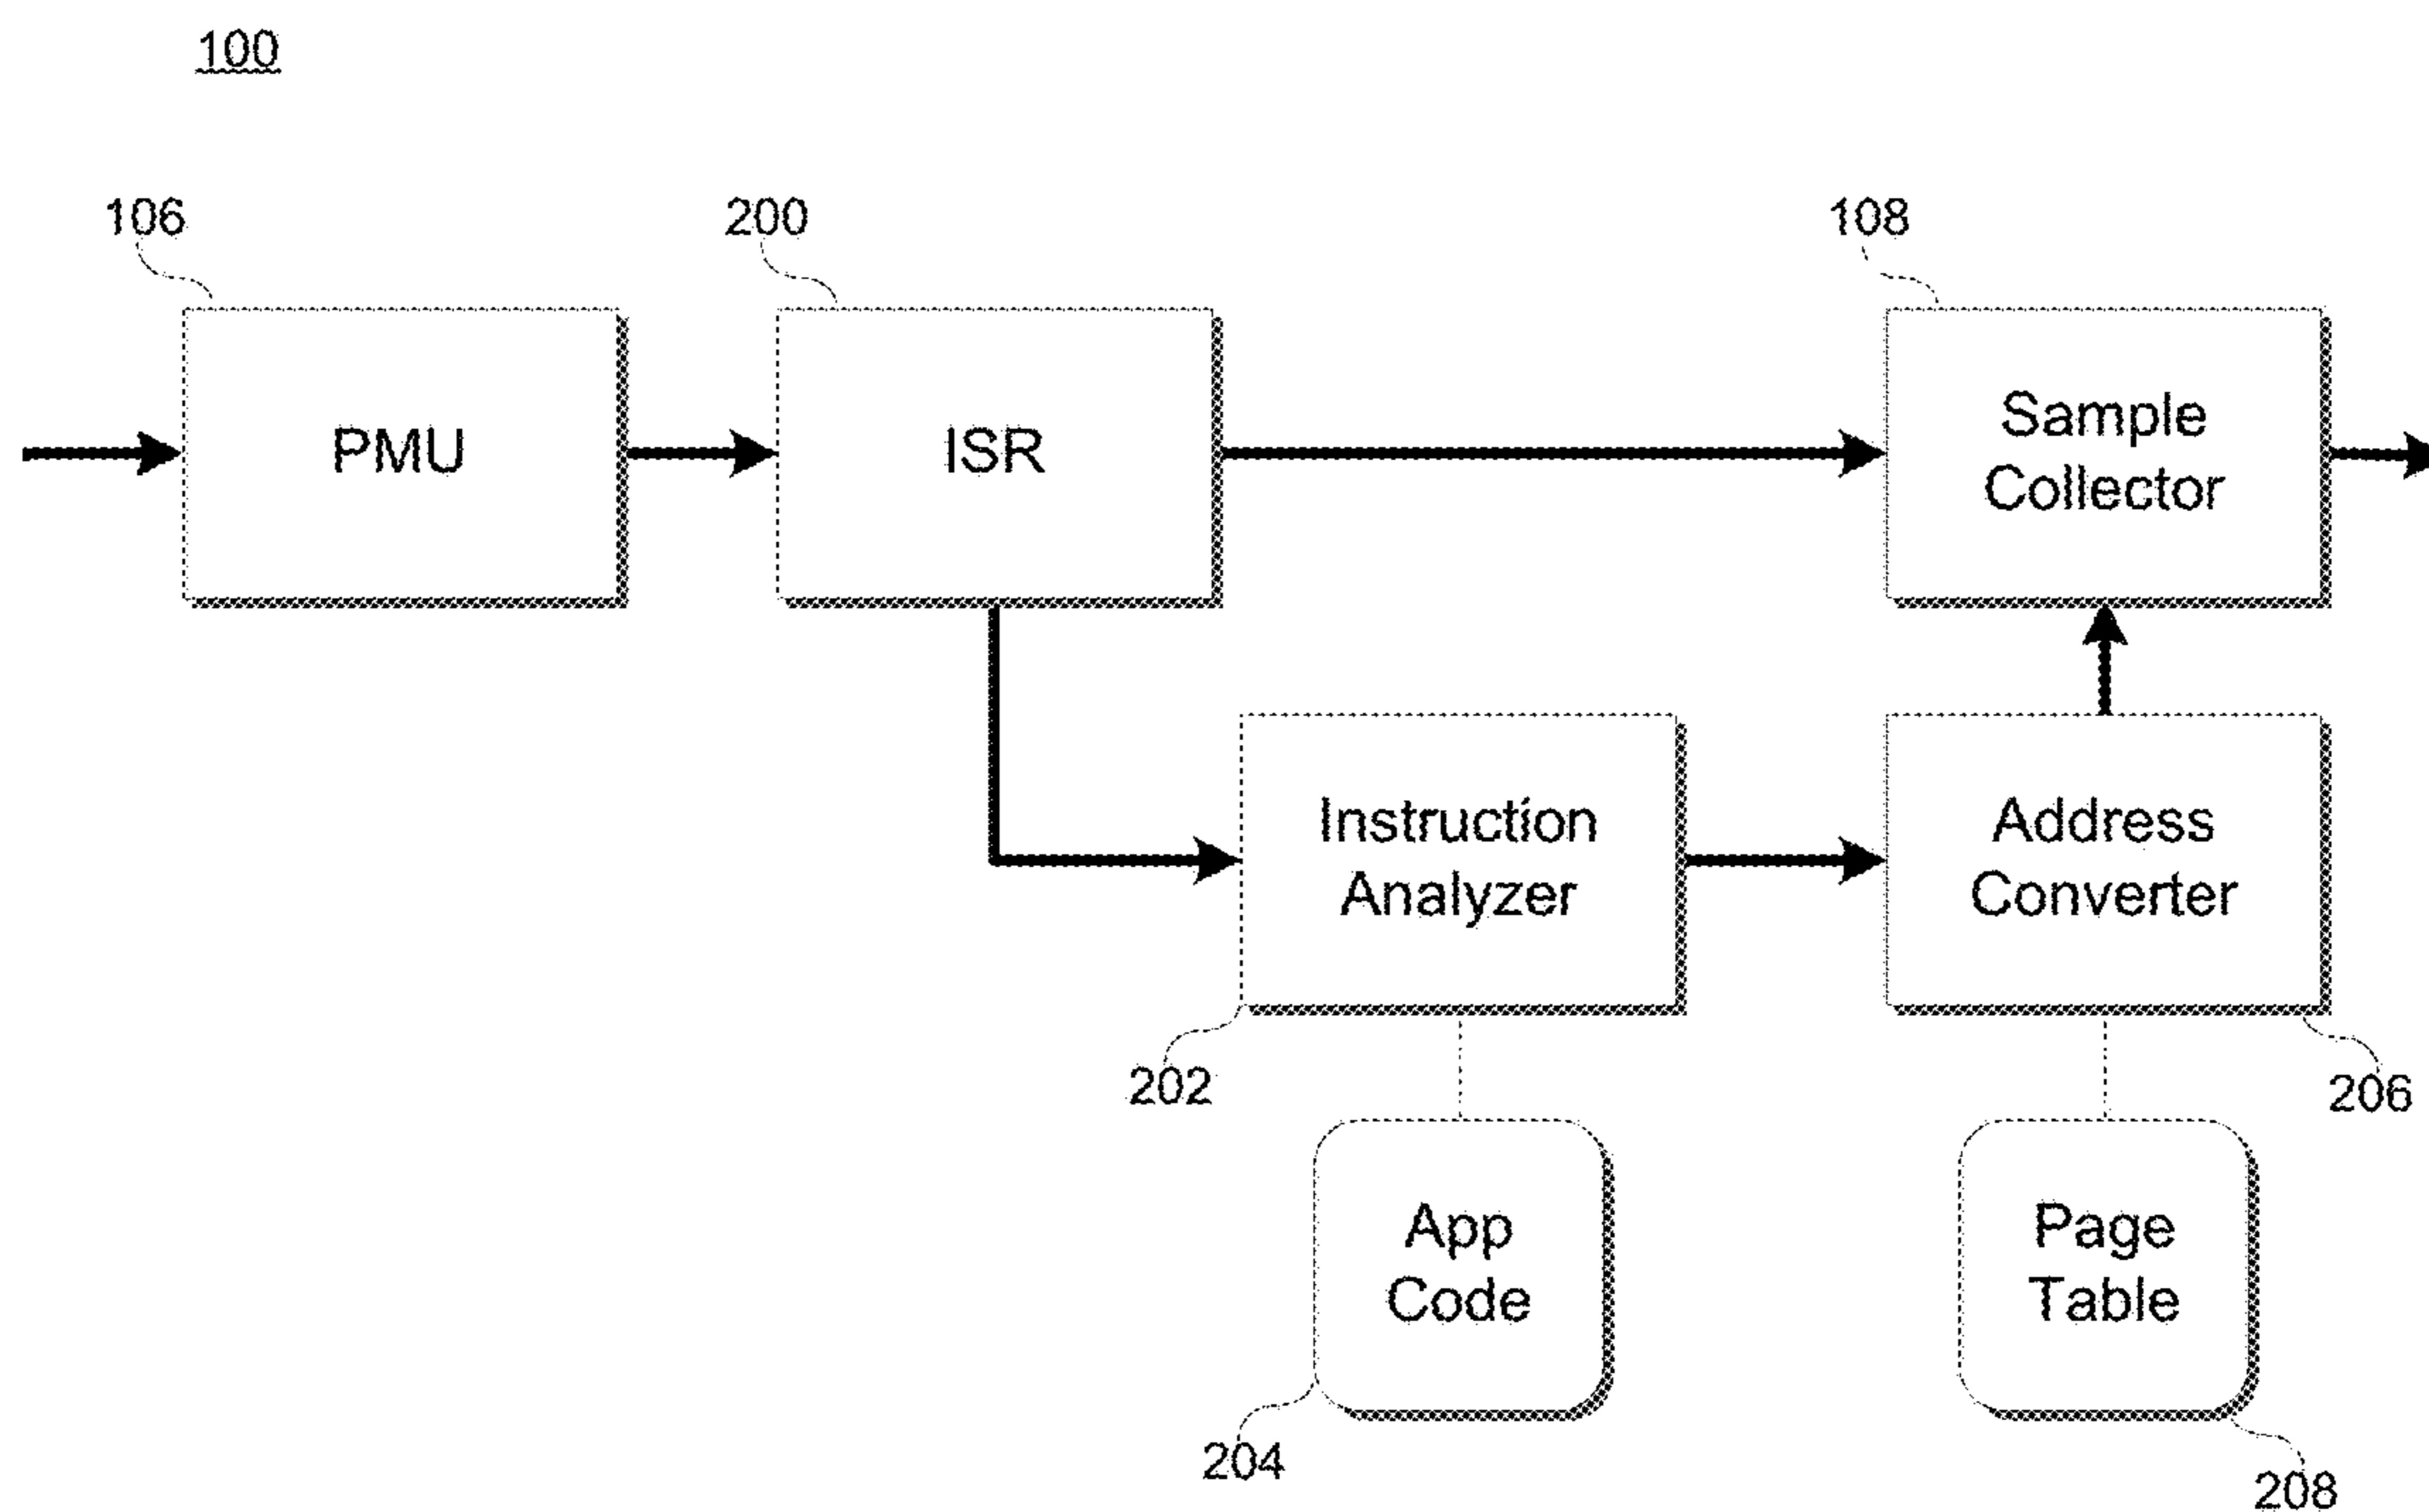 100
106
200
108
PMU
ISR
Sample
Collector
Instruction
Analyzer
Address
Converter
202
206
App
Code
Page
Table
204
208